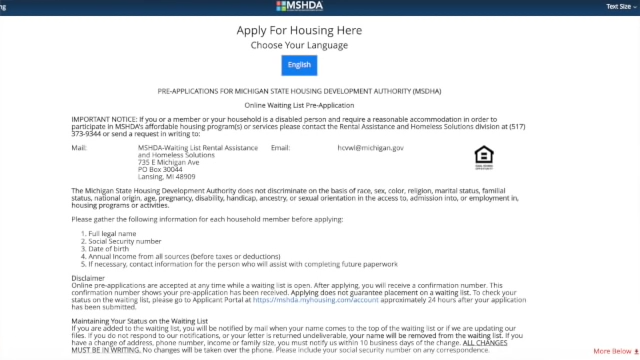 ng
MSHDA
Text Size
Apply For Housing Here
Choose Your Language
English
PRE-APPLICATIONS FOR MICHIGAN STATE HOUSING DEVELOPMENT AUTHORITY (MSDHA)
Online Waiting List Pre-Application
IMPORTANT NOTICE: If you or a member or your household is a disabled person and require a reasonable accommodation in order to
participate in MSHDA's affordable housing program(s) or services please contact the Rental Assistance and Homeless Solutions division at (517)
373-9344 or send a request in writing to:
Mail: MSHDA-Waiting List Rental Assistance Email: hcvwl@michigan.gov
and Homeless Solutions
735 E Michigan Ave
PO Box 30044
Lansing, MI 48909
The Michigan State Housing Development Authority does not discriminate on the basis of race, sex, color, religion, marital status, familial
status, national origin, age, pregnancy, disability, handicap, ancestry, or sexual orientation in the access to, admission into, or employment in,
housing programs or activities.
Please gather the following information for each household member before applying:
1. Full legal name
2. Social Security number
3. Date of birth
4. Annual Income from all sources (before taxes or deductions)
5. If necessary, contact information for the person who will assist with completing future paperwork
Disclaimer
Online pre-applications are accepted at any time while a waiting list is open. After applying, you will receive a confirmation number. This
confirmation number shows your pre-application has been received. Applying does not guarantee placement on a waiting list. To check your
status on the waiting list, please go to Applicant Portal at https://mshda.myhousing.com/account approximately 24 hours after your application
has been submitted.
Maintaining Your Status on the Waiting List
If you are added to the waiting list, you will be notified by mail when your name comes to the top of the waiting list or if we are updating our
files. If you do not respond to our notifications, or your letter is returned undeliverable, your name will be removed from the waiting list. If you
have a change of address, phone number, income or family size, you must notify us within 10 business days of the change. ALL CHANGES
MUST BE IN WRITING. No changes will be taken over the phone. Please include your social security number on any correspondence.
More Below